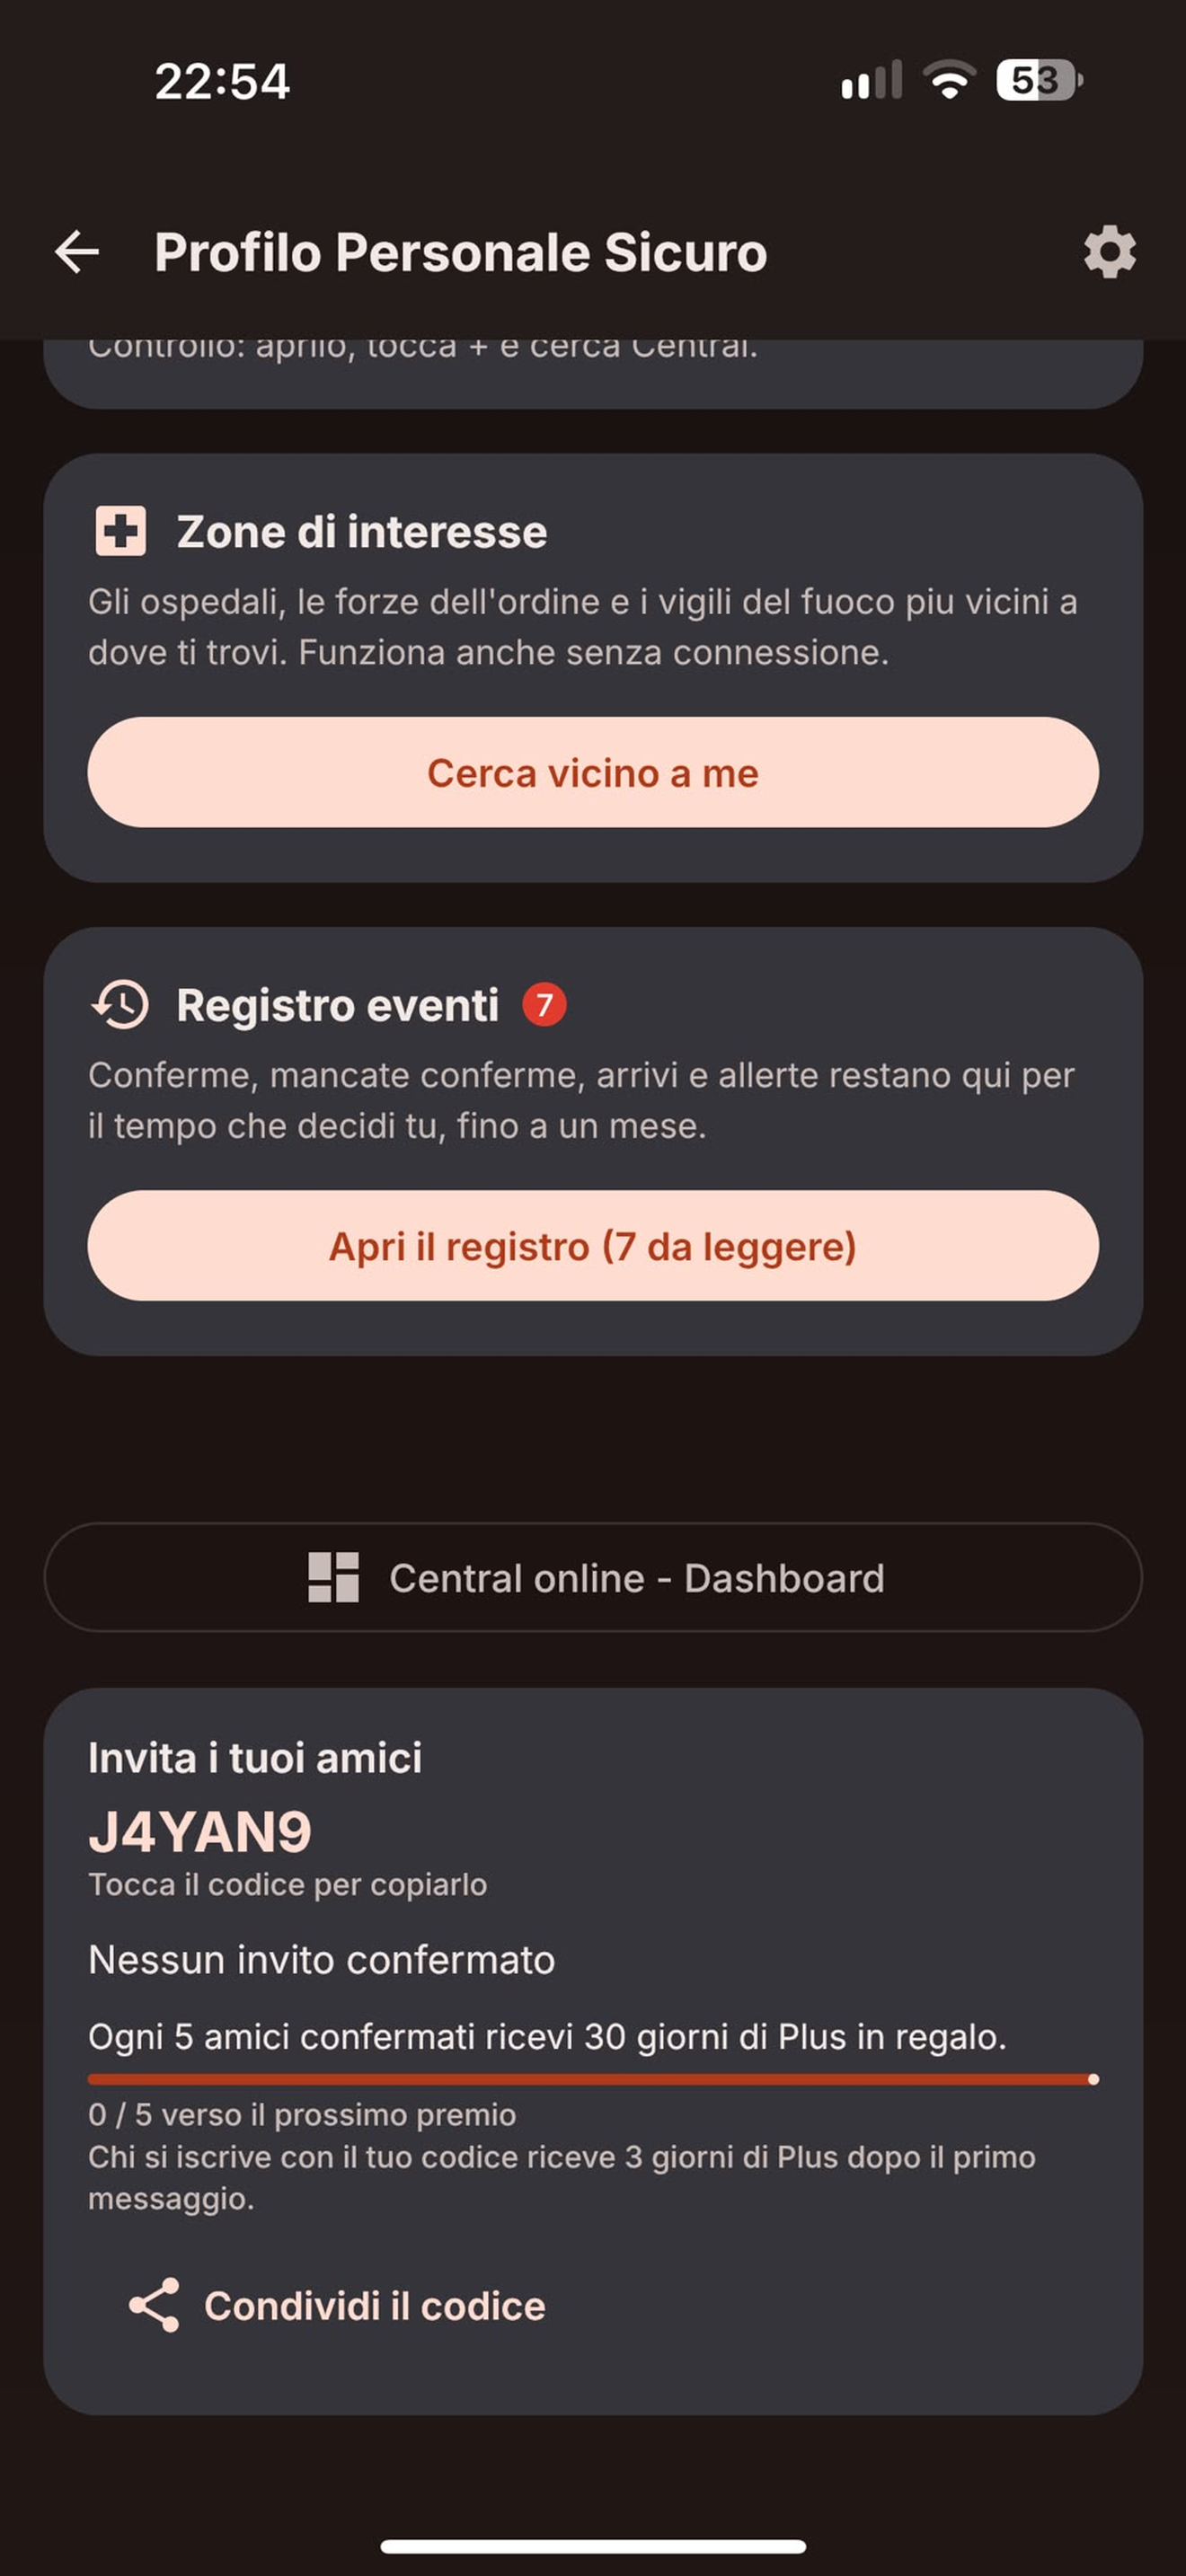 22:54
53
Profilo Personale Sicuro
Controllo: aprilo, tocca + e cerca Central.
Zone di interesse
Gli ospedali, le forze dell'ordine e i vigili del fuoco piu vicini a
dove ti trovi. Funziona anche senza connessione.
Cerca vicino a me
Registro eventi 7
Conferme, mancate conferme, arrivi e allerte restano qui per
il tempo che decidi tu, fino a un mese.
Apri il registro (7 da leggere)
Central online - Dashboard
Invita i tuoi amici
J4YAN9
Tocca il codice per copiarlo
Nessun invito confermato
Ogni 5 amici confermati ricevi 30 giorni di Plus in regalo.
0 / 5 verso il prossimo premio
Chi si iscrive con il tuo codice riceve 3 giorni di Plus dopo il primo
messaggio.
Condividi il codice